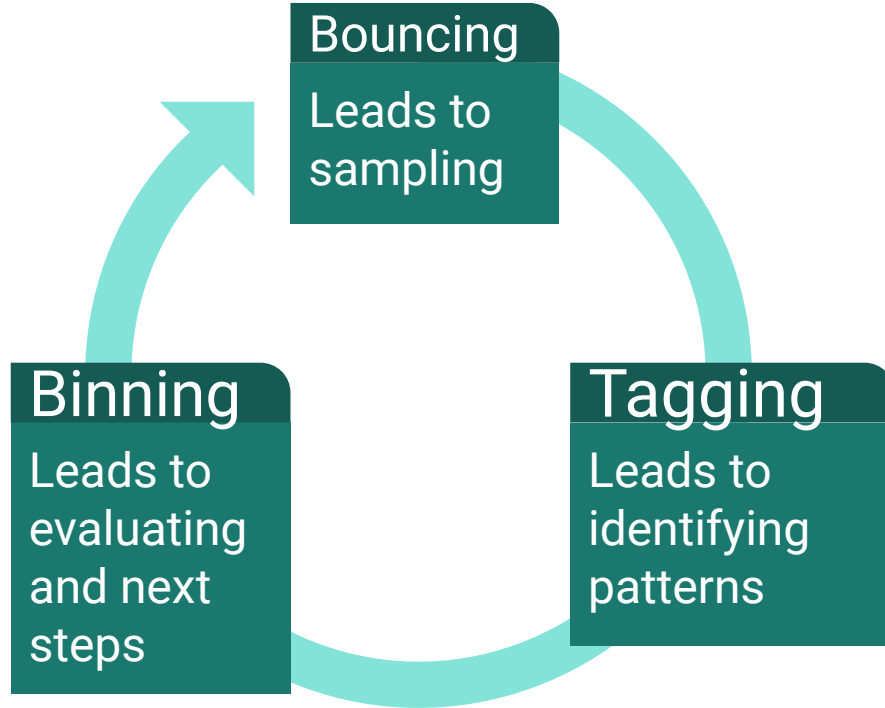 Bouncing
Leads to
sampling
Tagging
Leads to
identifying
patterns
Binning
Leads to
evaluating
and next
steps